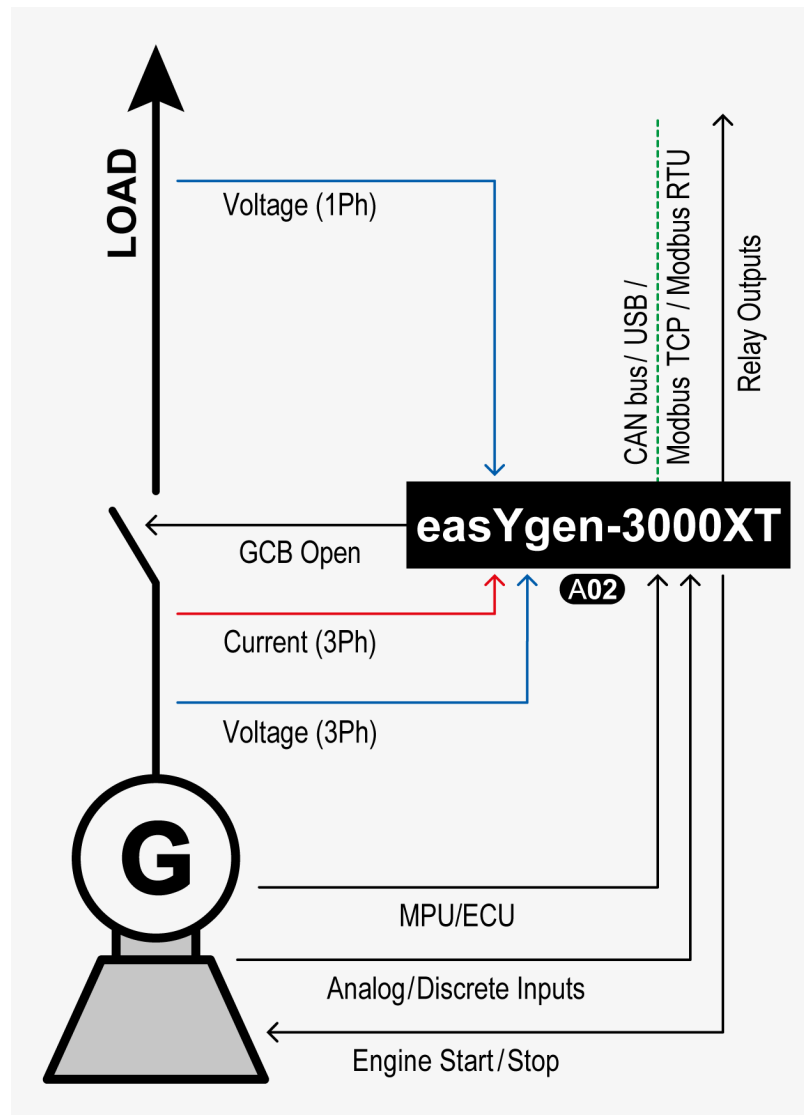 LOAD
Voltage (1Ph)
CAN bus / USB /
Modbus TCP / Modbus RTU
Relay Outputs
easYgen-3000XT
GCB Open
A02
Current (3Ph)
Voltage (3Ph)
G
MPU/ECU
Analog/Discrete Inputs
Engine Start/Stop